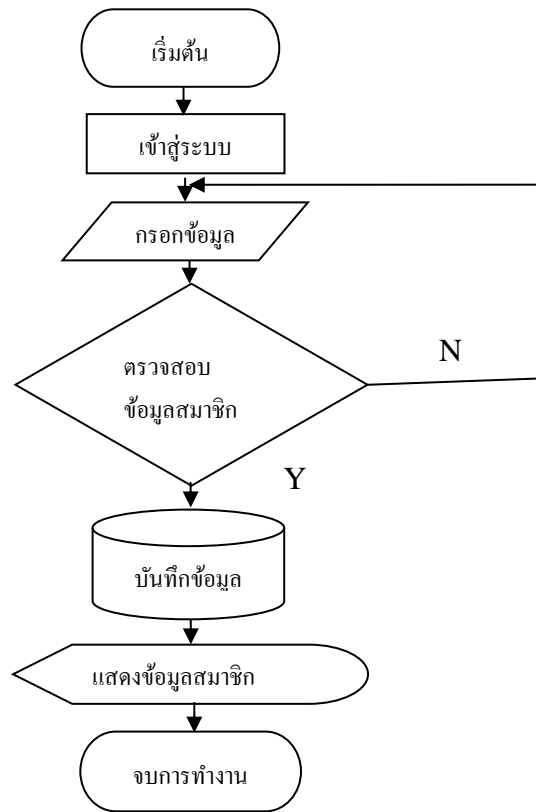 เริ่มต้น
เข้าสู่ระบบ
กรอกข้อมูล
ตรวจสอบ
ข้อมูลสมาชิก
N
Y
บันทึกข้อมูล
แสดงข้อมูลสมาชิก
จบการทำงาน